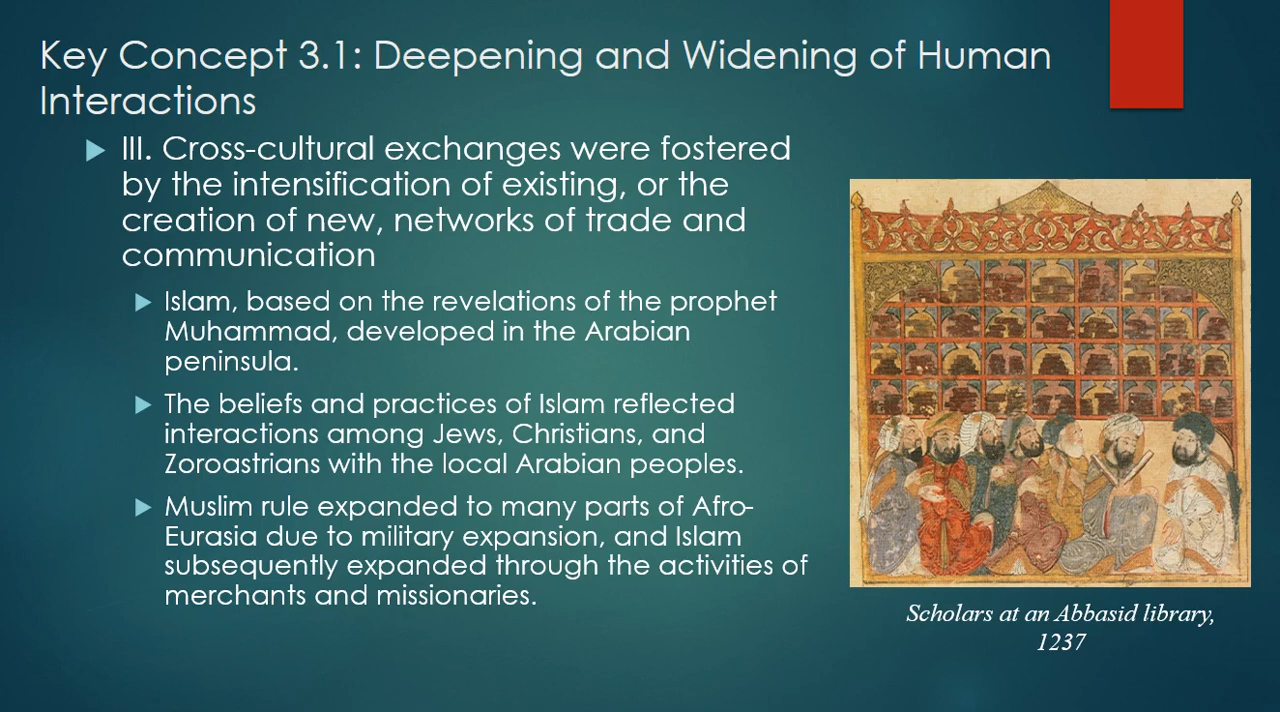 Key Concept 3.1: Deepening and Widening of Human
Interactions
III. Cross-cultural exchanges were fostered
by the intensification of existing, or the
creation of new, networks of trade and
communication
Islam, based on the revelations of the prophet
Muhammad, developed in the Arabian
peninsula.
The beliefs and practices of Islam reflected
interactions among Jews, Christians, and
Zoroastrians with the local Arabian peoples.
Muslim rule expanded to many parts of Afro-
Eurasia due to military expansion, and Islam
subsequently expanded through the activities of
merchants and missionaries.
Scholars at an Abbasid library,
1237